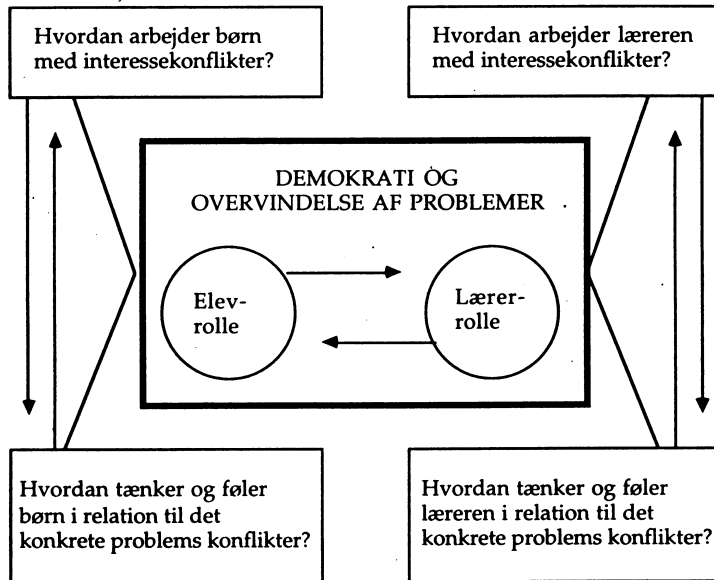 Hvordan arbejder børn
med interessekonflikter?
Hvordan arbejder læreren
med interessekonflikter?
DEMOKRATI OG
OVERVINDELSE AF PROBLEMER
Elev-
rolle
Lærer-
rolle
Hvordan tænker og føler
børn i relation til det
konkrete problems konflikter?
Hvordan tænker og føler
læreren i relation til det
konkrete problems konflikter?